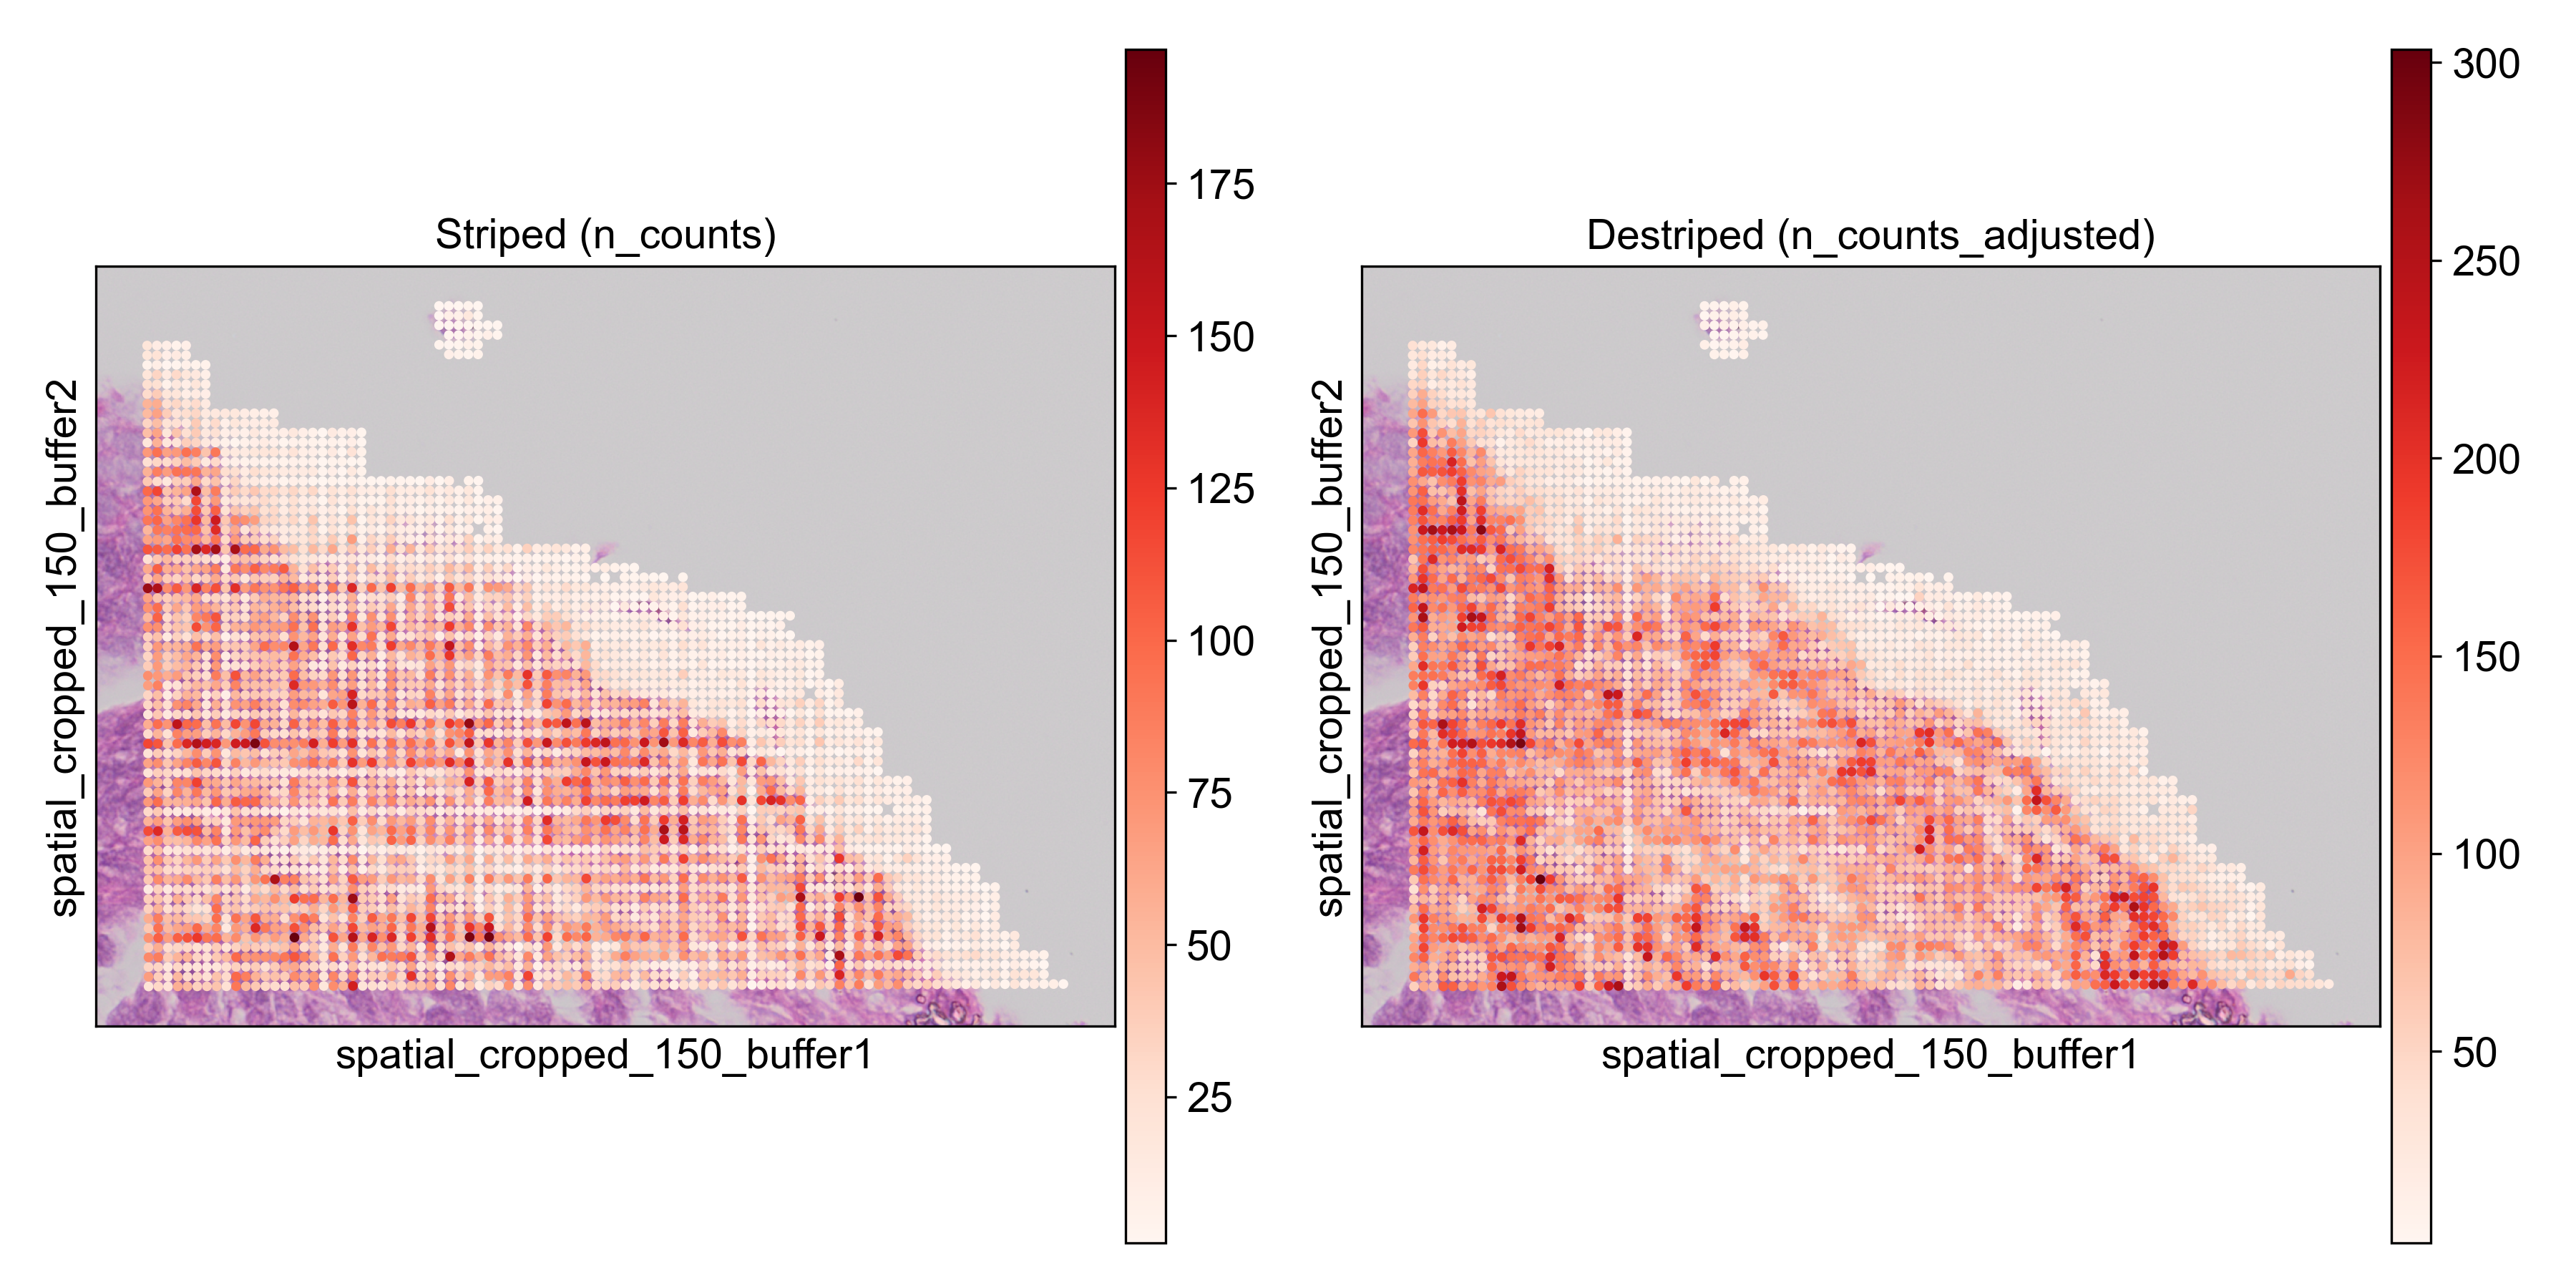 Striped (n_counts)
spatial_cropped_150_buffer2
spatial_cropped_150_buffer1
175
150
125
100
75
50
25
Destriped (n_counts_adjusted)
spatial_cropped_150_buffer2
spatial_cropped_150_buffer1
300
250
200
150
100
50